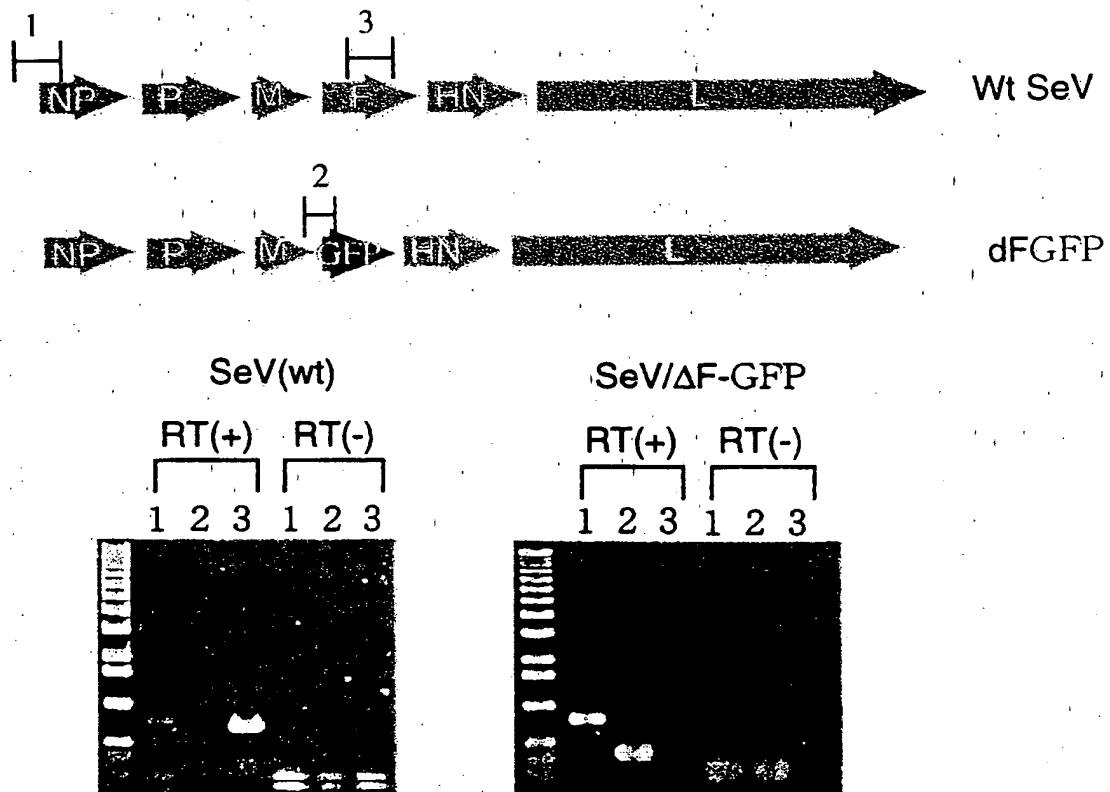 1 3
NP P M F HN L Wt SeV
2
NP P M GFP HN L dFGFP
SeV(wt) SeV/ΔF-GFP
RT(+) RT(-) RT(+) RT(-)
1 2 3 1 2 3 1 2 3 1 2 3